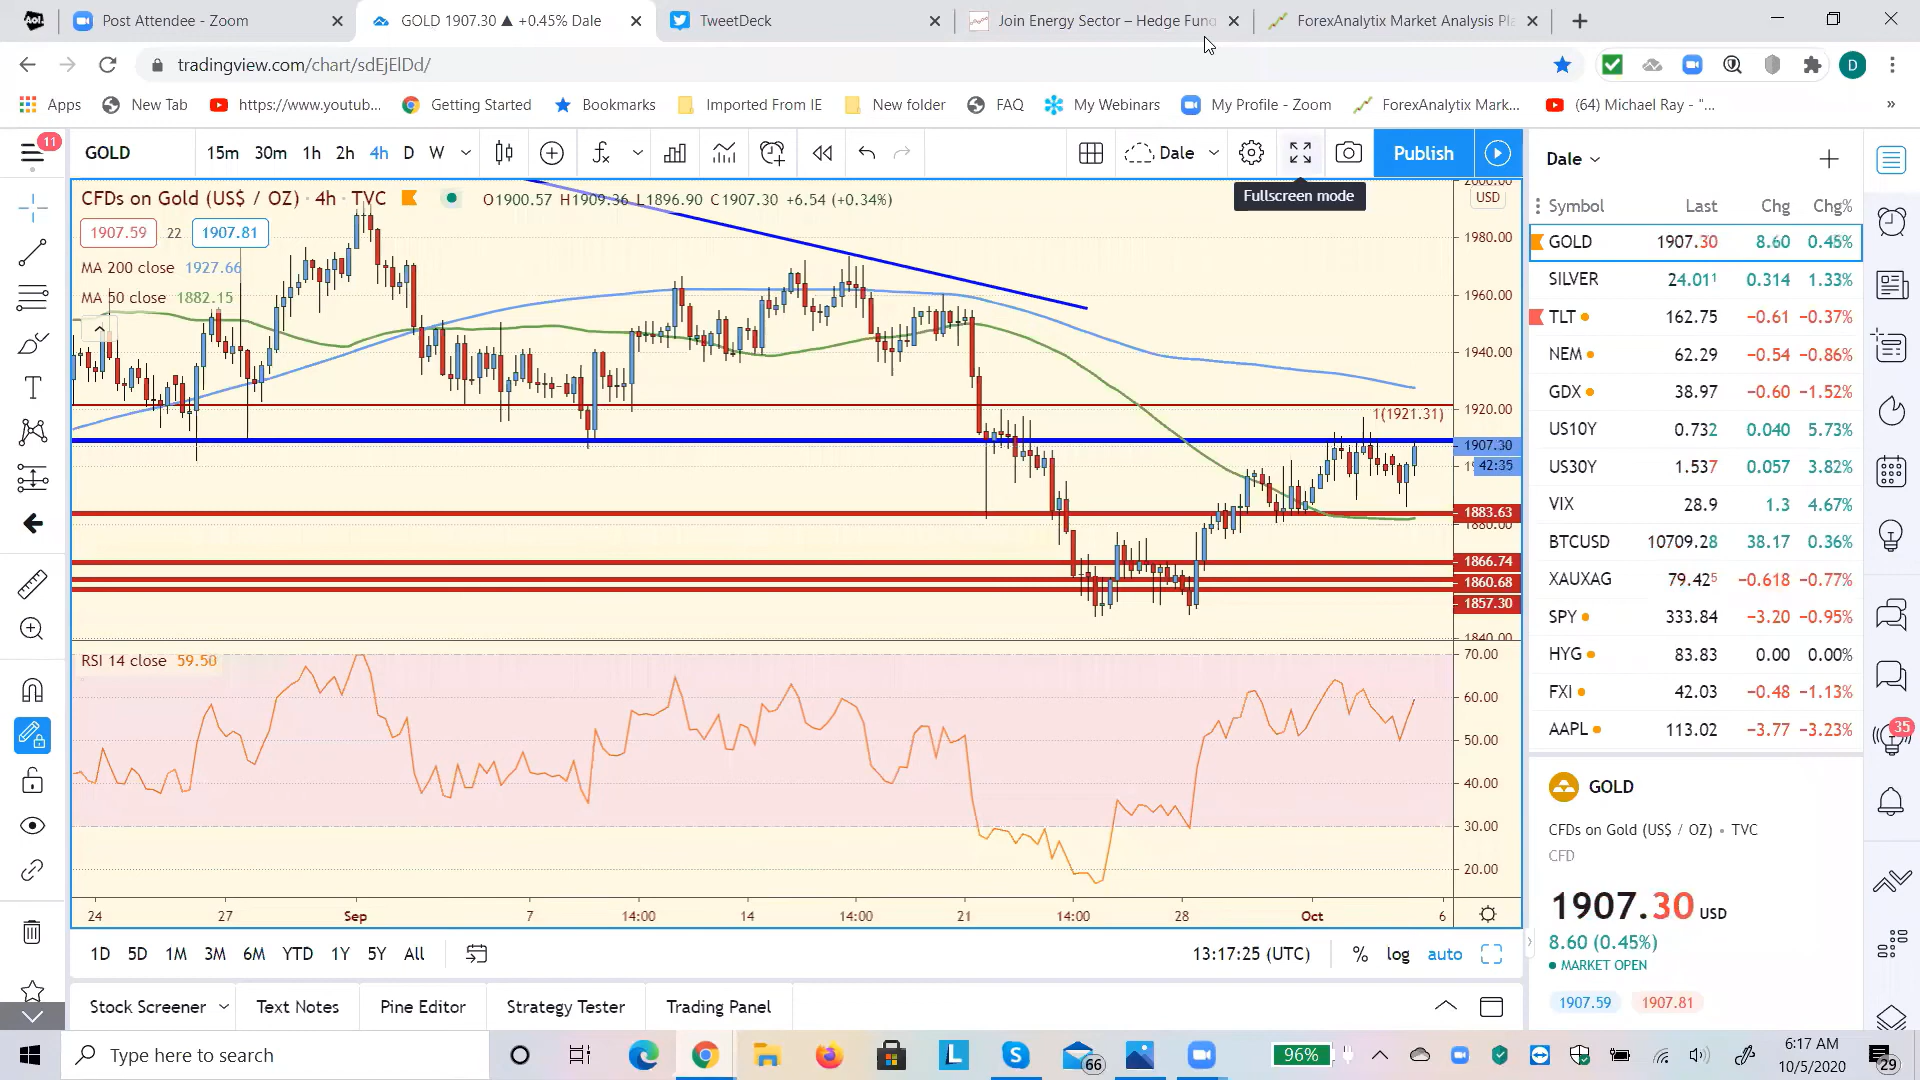 Aol.
Post Attendee - Zoom
GOLD 1907.30 ▲ +0.45% Dale
TweetDeck
Join Energy Sector – Hedge Fund
ForexAnalytix Market Analysis Pla
tradingview.com/chart/sdEjElDd/
D
Apps
New Tab
https://www.youtub...
Getting Started
Bookmarks
Imported From IE
New folder
FAQ
My Webinars
My Profile - Zoom
ForexAnalytix Mark...
(64) Michael Ray - "...
»
11
GOLD
15m 30m 1h 2h 4h D W
Dale
Publish
Fullscreen mode
CFDs on Gold (US$ / OZ) · 4h · TVC
O1900.57 H1909.36 L1896.90 C1907.30 +6.54 (+0.34%)
1907.59 22 1907.81
MA 200 close 1927.66
MA 50 close 1882.15
USD
1980.00
1960.00
1940.00
1920.00
1(1921.31)
1907.30
42:35
1883.63
1880.00
1866.74
1860.68
1857.30
1840.00
RSI 14 close 59.50
70.00
60.00
50.00
40.00
30.00
20.00
24 27 Sep 7 14:00 14 14:00 21 14:00 28 Oct 6
1D 5D 1M 3M 6M YTD 1Y 5Y All
13:17:25 (UTC)
% log auto
Stock Screener
Text Notes
Pine Editor
Strategy Tester
Trading Panel
Dale
Symbol Last Chg Chg%
GOLD 1907.30 8.60 0.45%
SILVER 24.011 0.314 1.33%
TLT 162.75 −0.61 −0.37%
NEM 62.29 −0.54 −0.86%
GDX 38.97 −0.60 −1.52%
US10Y 0.732 0.040 5.73%
US30Y 1.537 0.057 3.82%
VIX 28.9 1.3 4.67%
BTCUSD 10709.28 38.17 0.36%
XAUXAG 79.425 −0.618 −0.77%
SPY 333.84 −3.20 −0.95%
HYG 83.83 0.00 0.00%
FXI 42.03 −0.48 −1.13%
AAPL 113.02 −3.77 −3.23%
35
GOLD
CFDs on Gold (US$ / OZ) • TVC
CFD
1907.30 USD
8.60 (0.45%)
MARKET OPEN
1907.59 1907.81
Type here to search
66
96%
6:17 AM
10/5/2020
29